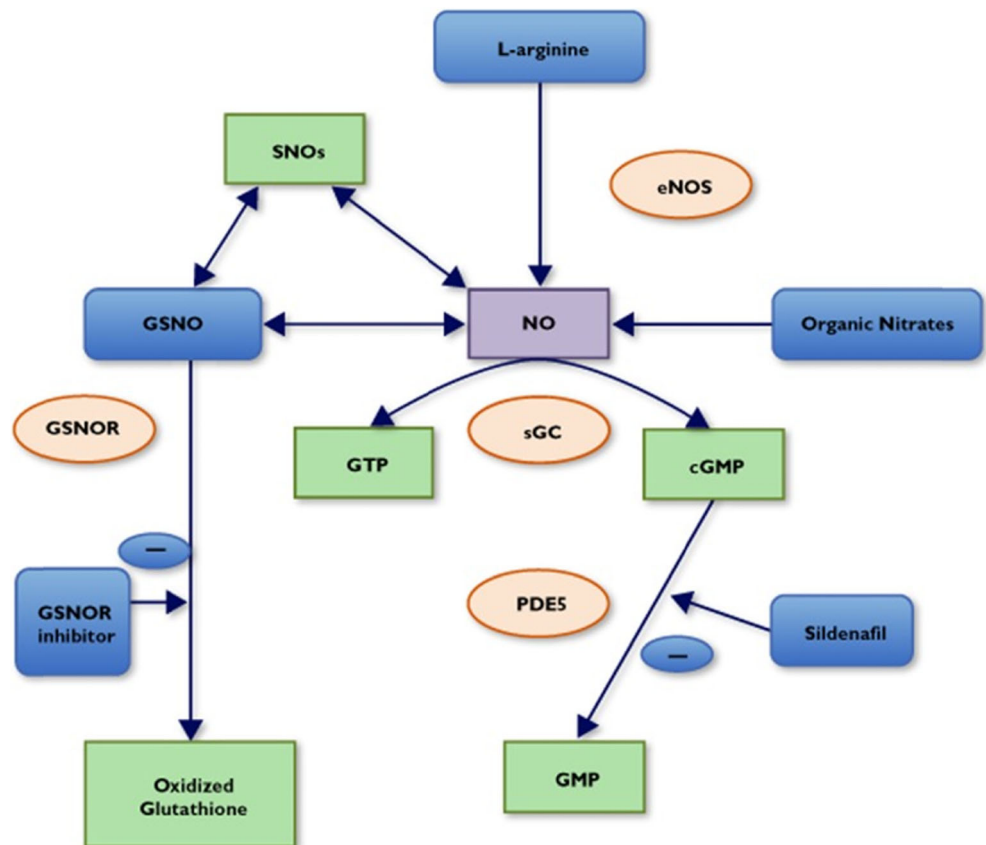 L-arginine
SNOs
eNOS
GSNO
NO
Organic Nitrates
GSNOR
sGC
GTP
cGMP
–
GSNOR
inhibitor
PDE5
Sildenafil
–
Oxidized
Glutathione
GMP